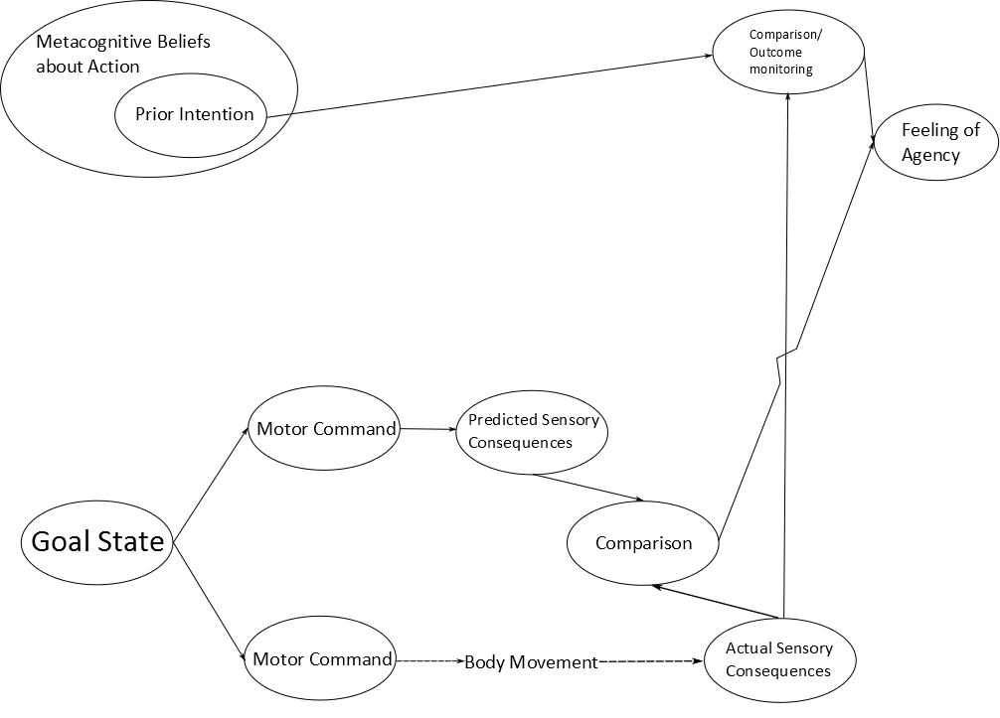 Metacognitive Beliefs
about Action
Prior Intention
Comparison/
Outcome
monitoring
Feeling of
Agency
Motor Command
Predicted Sensory
Consequences
Goal State
Comparison
Motor Command
Body Movement
Actual Sensory
Consequences